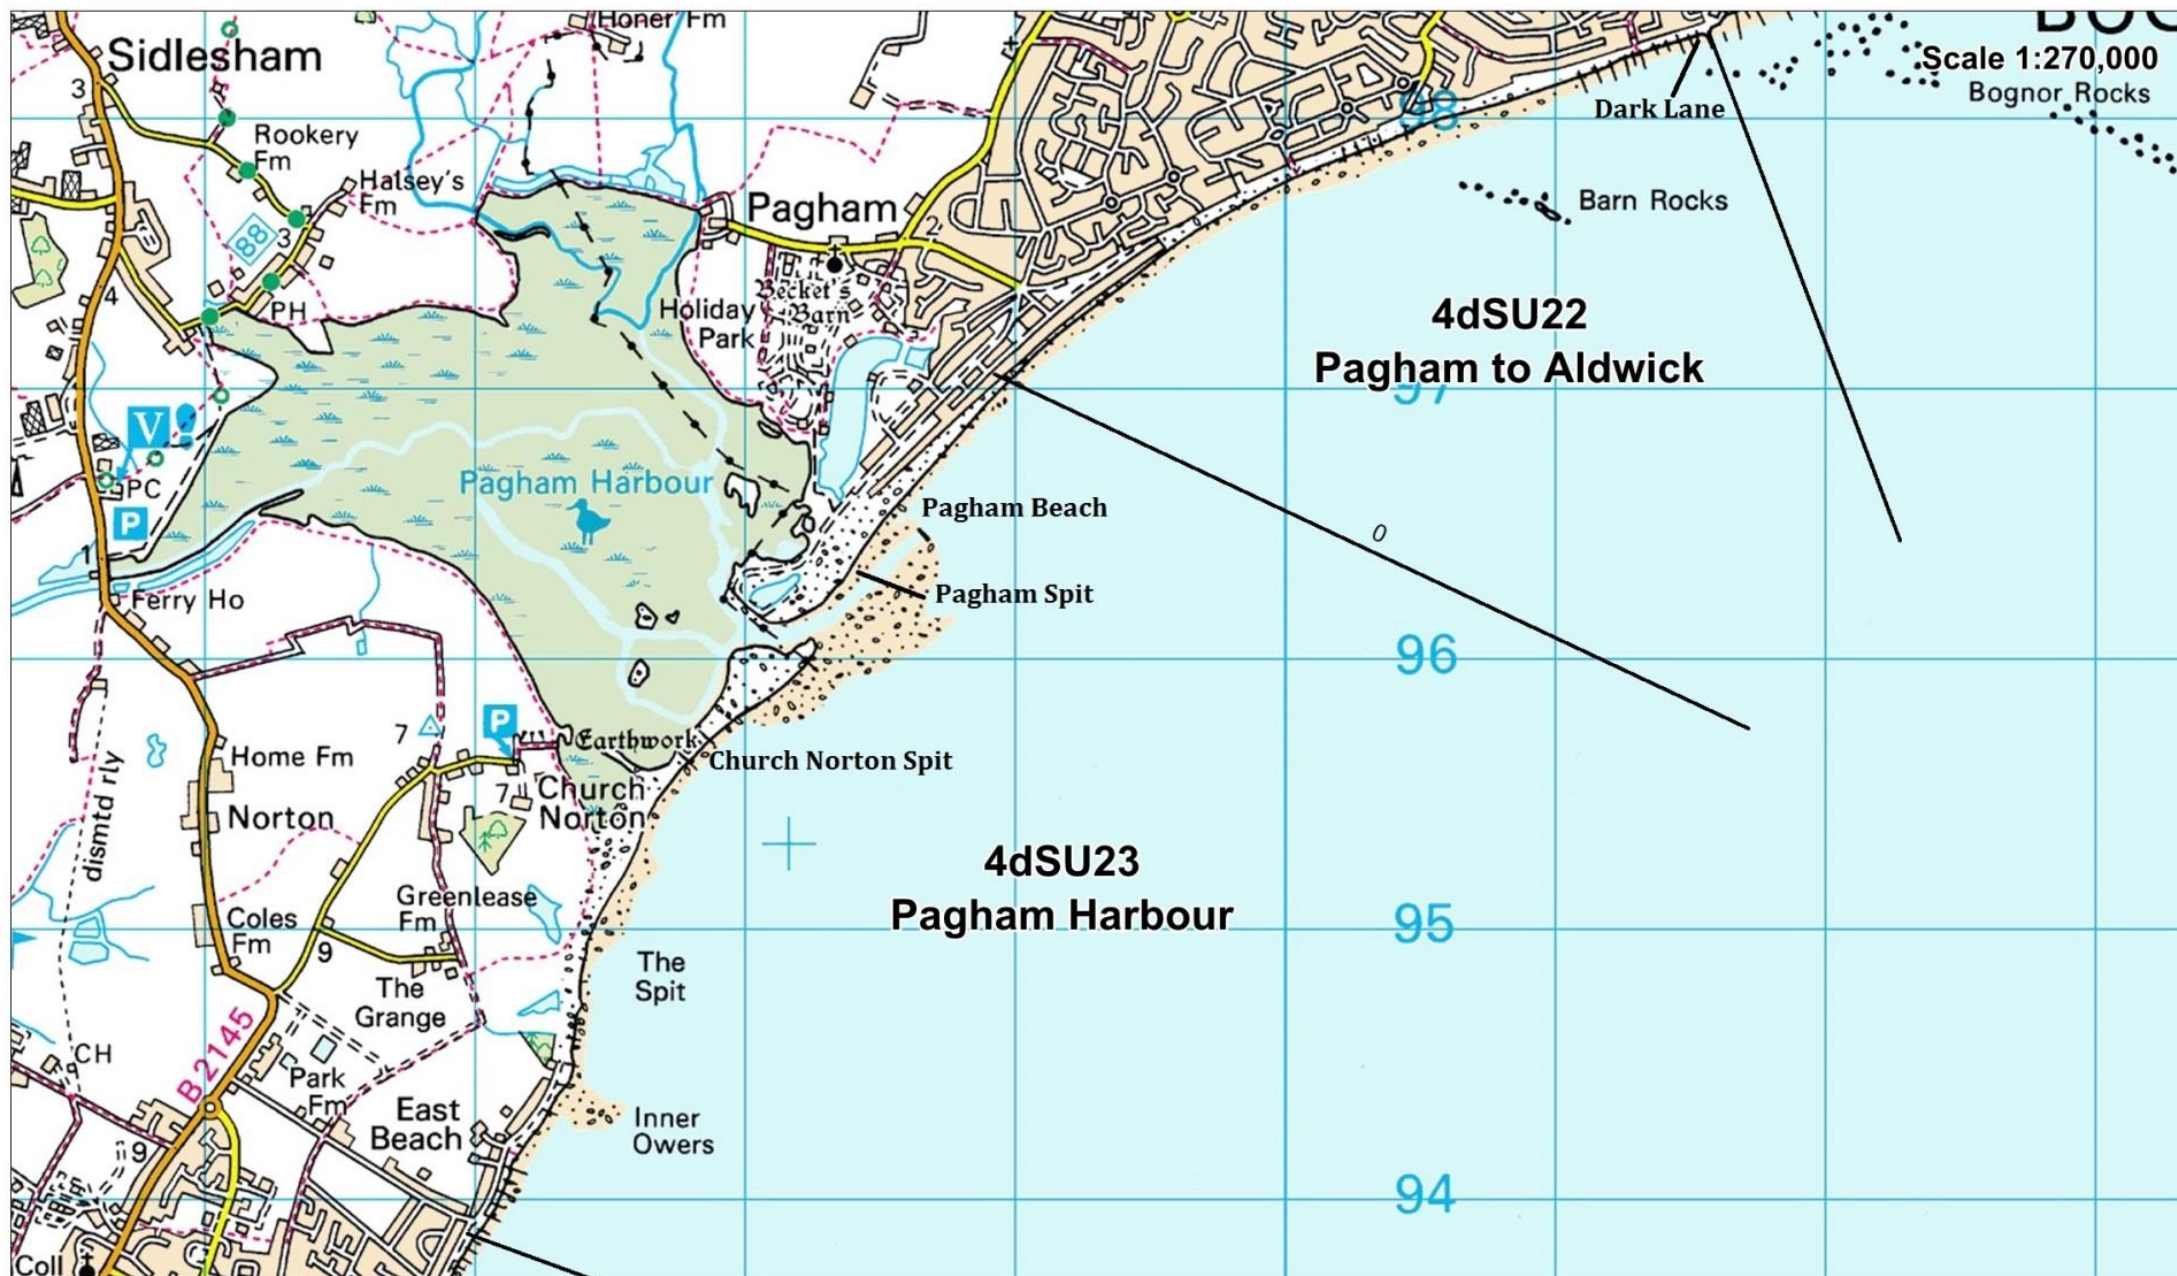 Honer Fm
BOG
Sidlesham
Scale 1:270,000
3
Bognor Rocks
Dark Lane
98
Rookery
Fm
Halsey's
Fm
88
3
Pagham
2
Barn Rocks
4
PH
Holiday
Park
Becket's
Barn
4dSU22
Pagham to Aldwick
97
V
PC
P
Pagham Harbour
Pagham Beach
0
1
Ferry Ho
Pagham Spit
96
7
P
Earthwork
Home Fm
Church Norton Spit
7
Church
Norton
Norton
dismtd rly
4dSU23
Pagham Harbour
Greenlease
Fm
Coles
Fm
9
95
The
Spit
The
Grange
B 2145
CH
Park
Fm
East
Beach
Inner
Owers
9
94
Coll